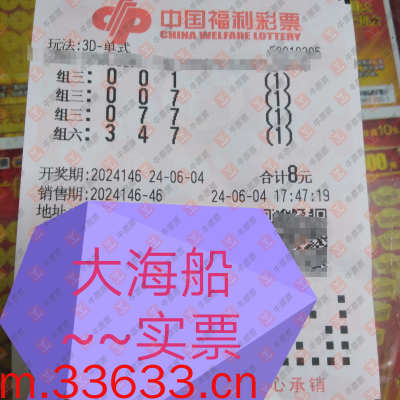 中国福利彩票
CHINA WELFARE LOTTERY
玩法:3D-单式
组三: 0 0 1 (1)
组三: 0 0 7 (1)
组三: 0 7 7 (1)
组六: 3 4 7 (1)
开奖期:2024146 24-06-04 合计8元
销售期:2024146-46 24-06-04 17:47:19
地址:
大海船
~~实票
m.33633.cn
心承销